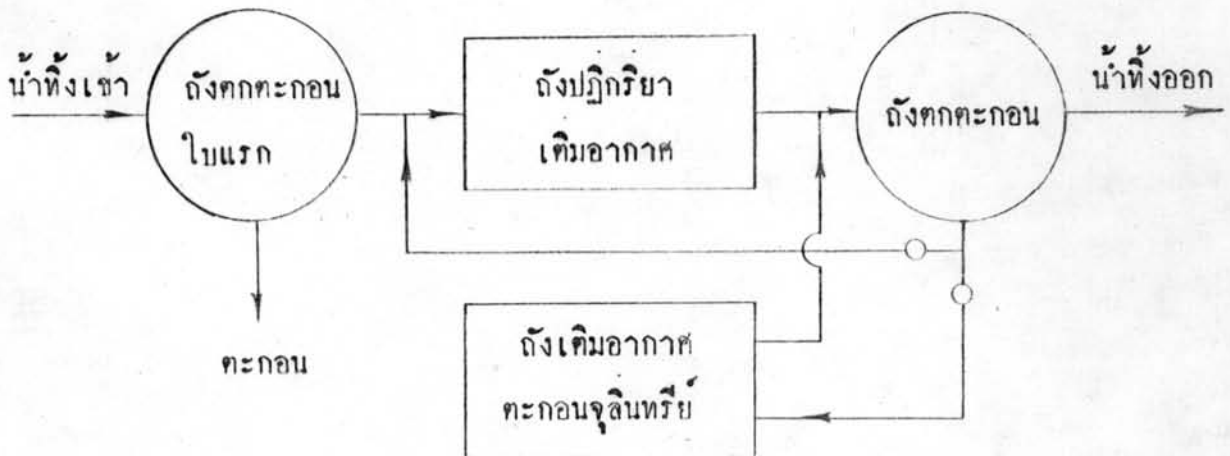 น้ำทิ้งเข้า
ถังตกตะกอน
ใบแรก
ถังปฏิกริยา
เติมอากาศ
ถังตกตะกอน
น้ำทิ้งออก
ตะกอน
ถังเติมอากาศ
ตะกอนจุลินทรีย์